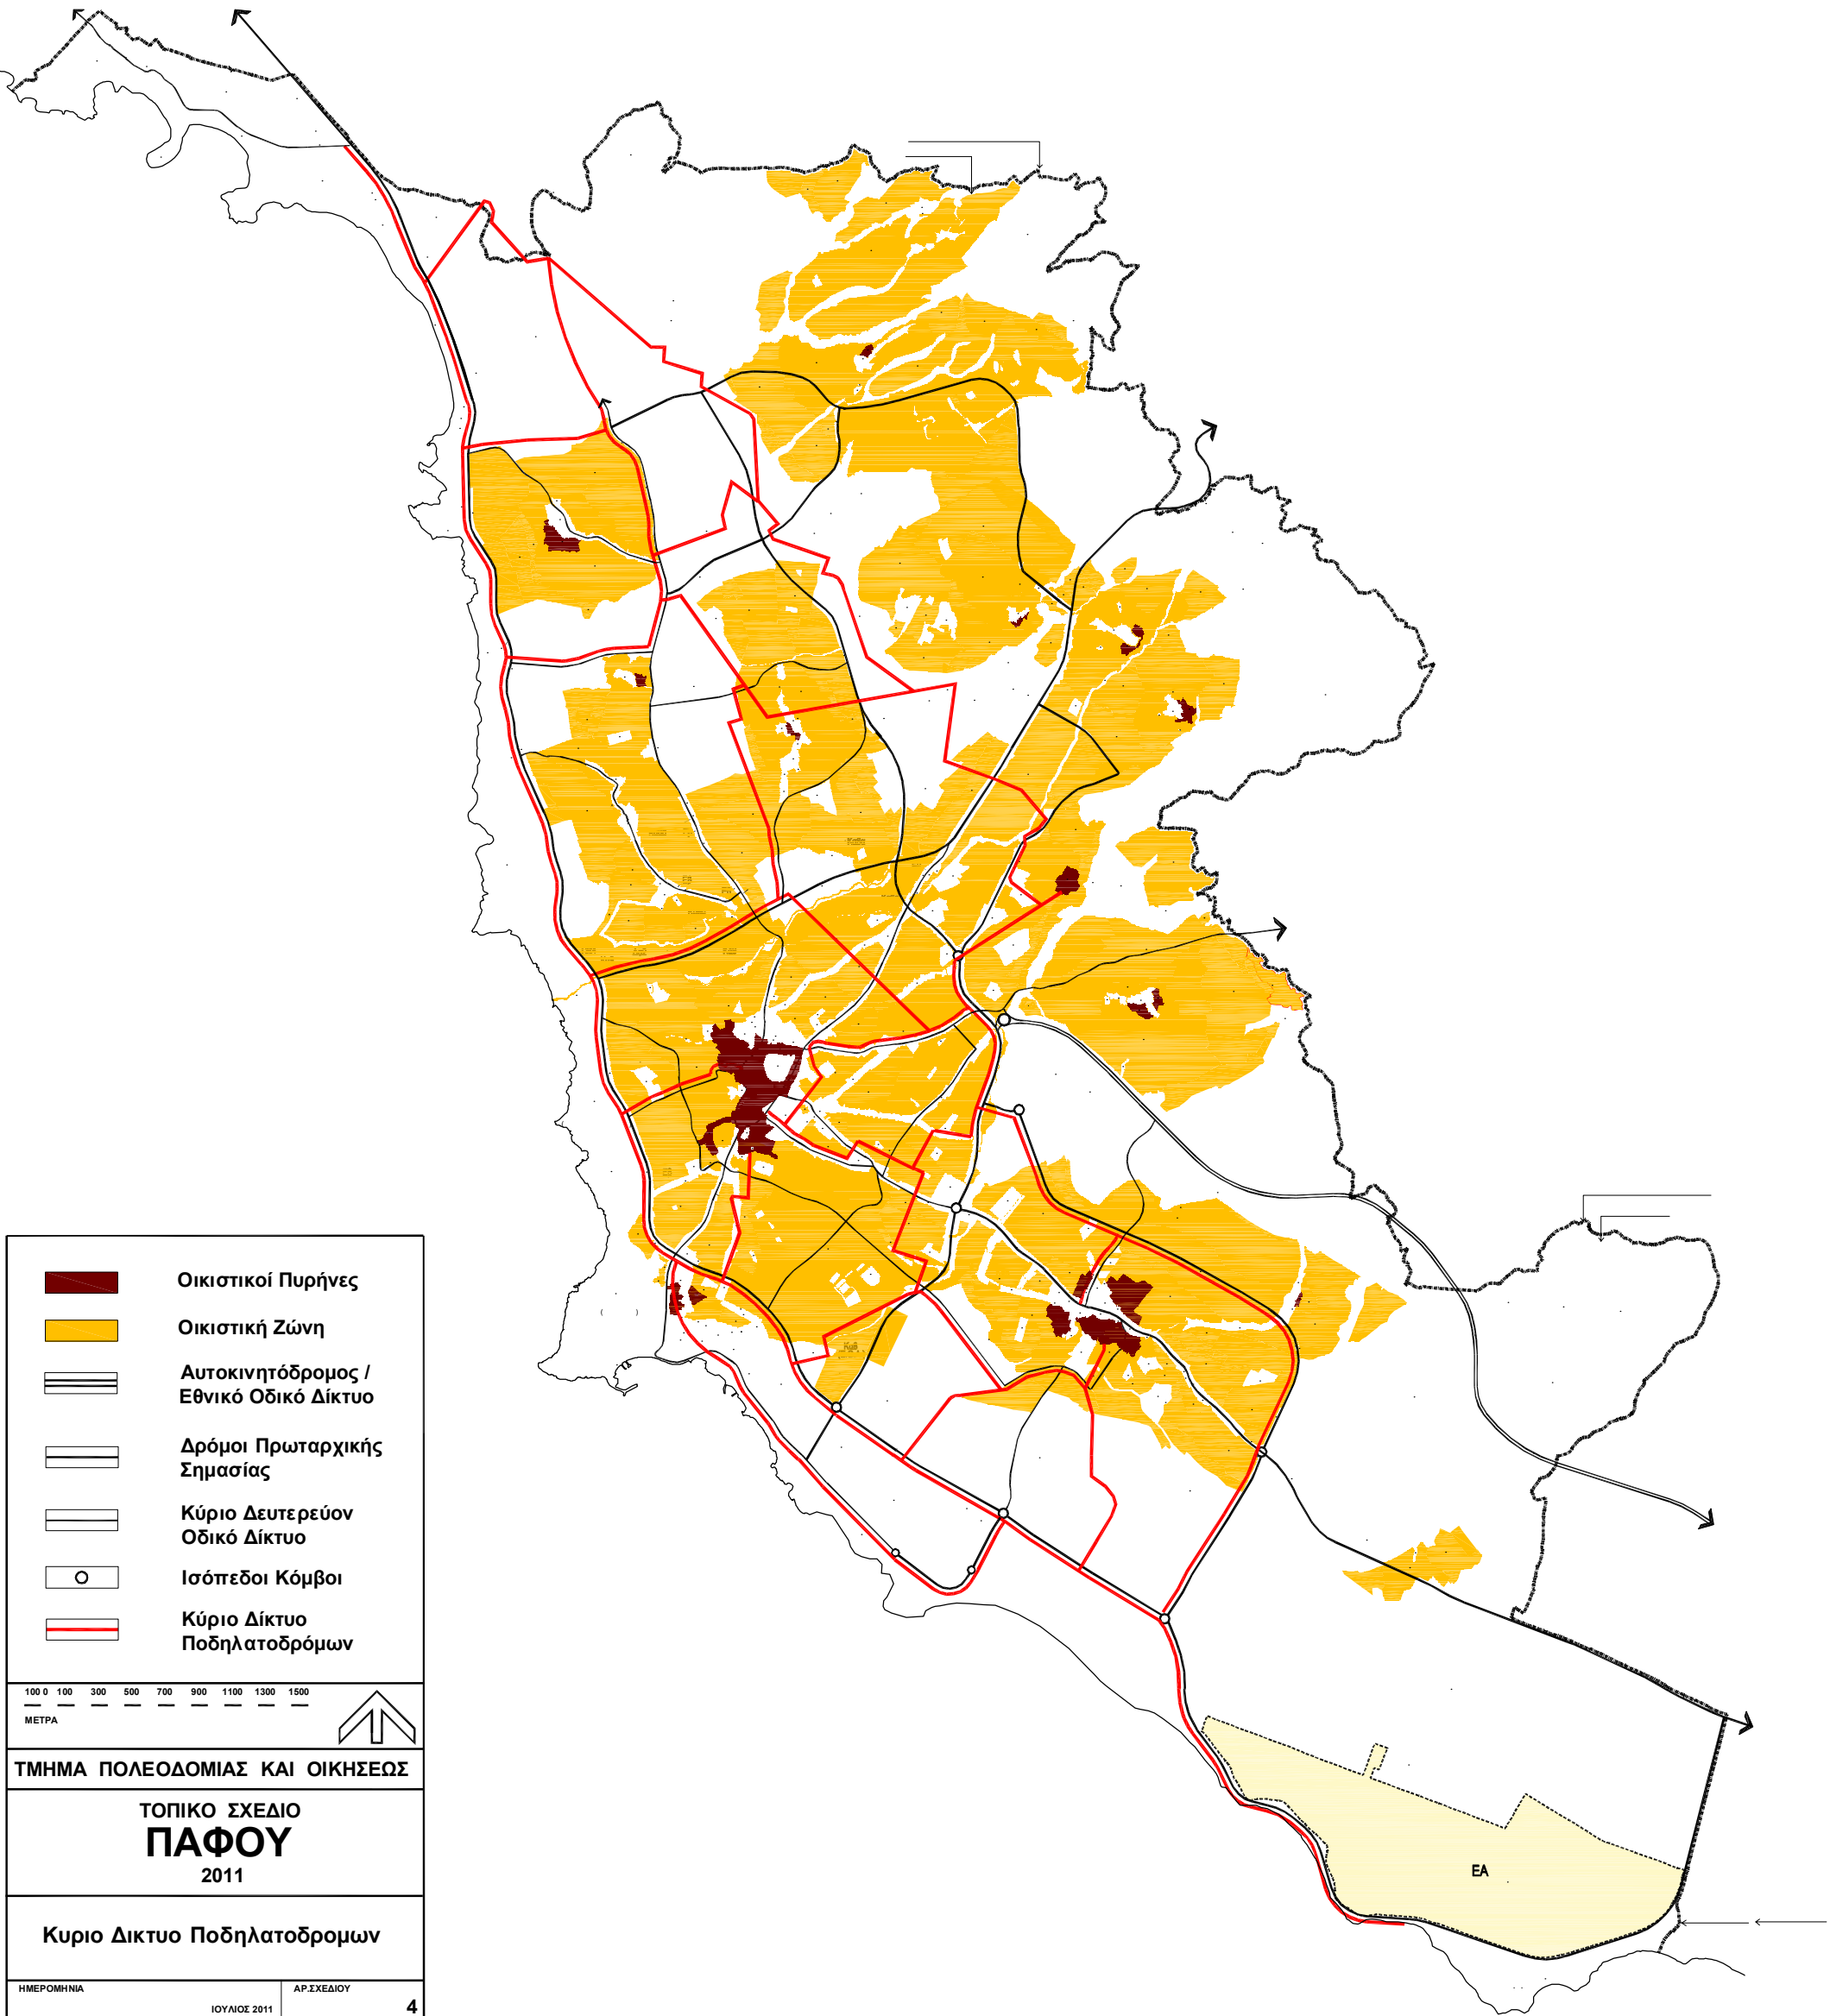 Οικιστικοί Πυρήνες
Οικιστική Ζώνη
Αυτοκινητόδρομος /
Εθνικό Οδικό Δίκτυο
Δρόμοι Πρωταρχικής
Σημασίας
Κύριο Δευτερεύον
Οδικό Δίκτυο
Ισόπεδοι Κόμβοι
Κύριο Δίκτυο
Ποδηλατοδρόμων
100 0 100 300 500 700 900 1100 1300 1500
ΜΕΤΡΑ
ΤΜΗΜΑ ΠΟΛΕΟΔΟΜΙΑΣ ΚΑΙ ΟΙΚΗΣΕΩΣ
ΤΟΠΙΚΟ ΣΧΕΔΙΟ
ΠΑΦΟΥ
2011
Κυριο Δικτυο Ποδηλατοδρομων
ΗΜΕΡΟΜΗΝΙΑ
ΙΟΥΛΙΟΣ 2011
ΑΡ.ΣΧΕΔΙΟΥ
4
ΕΑ